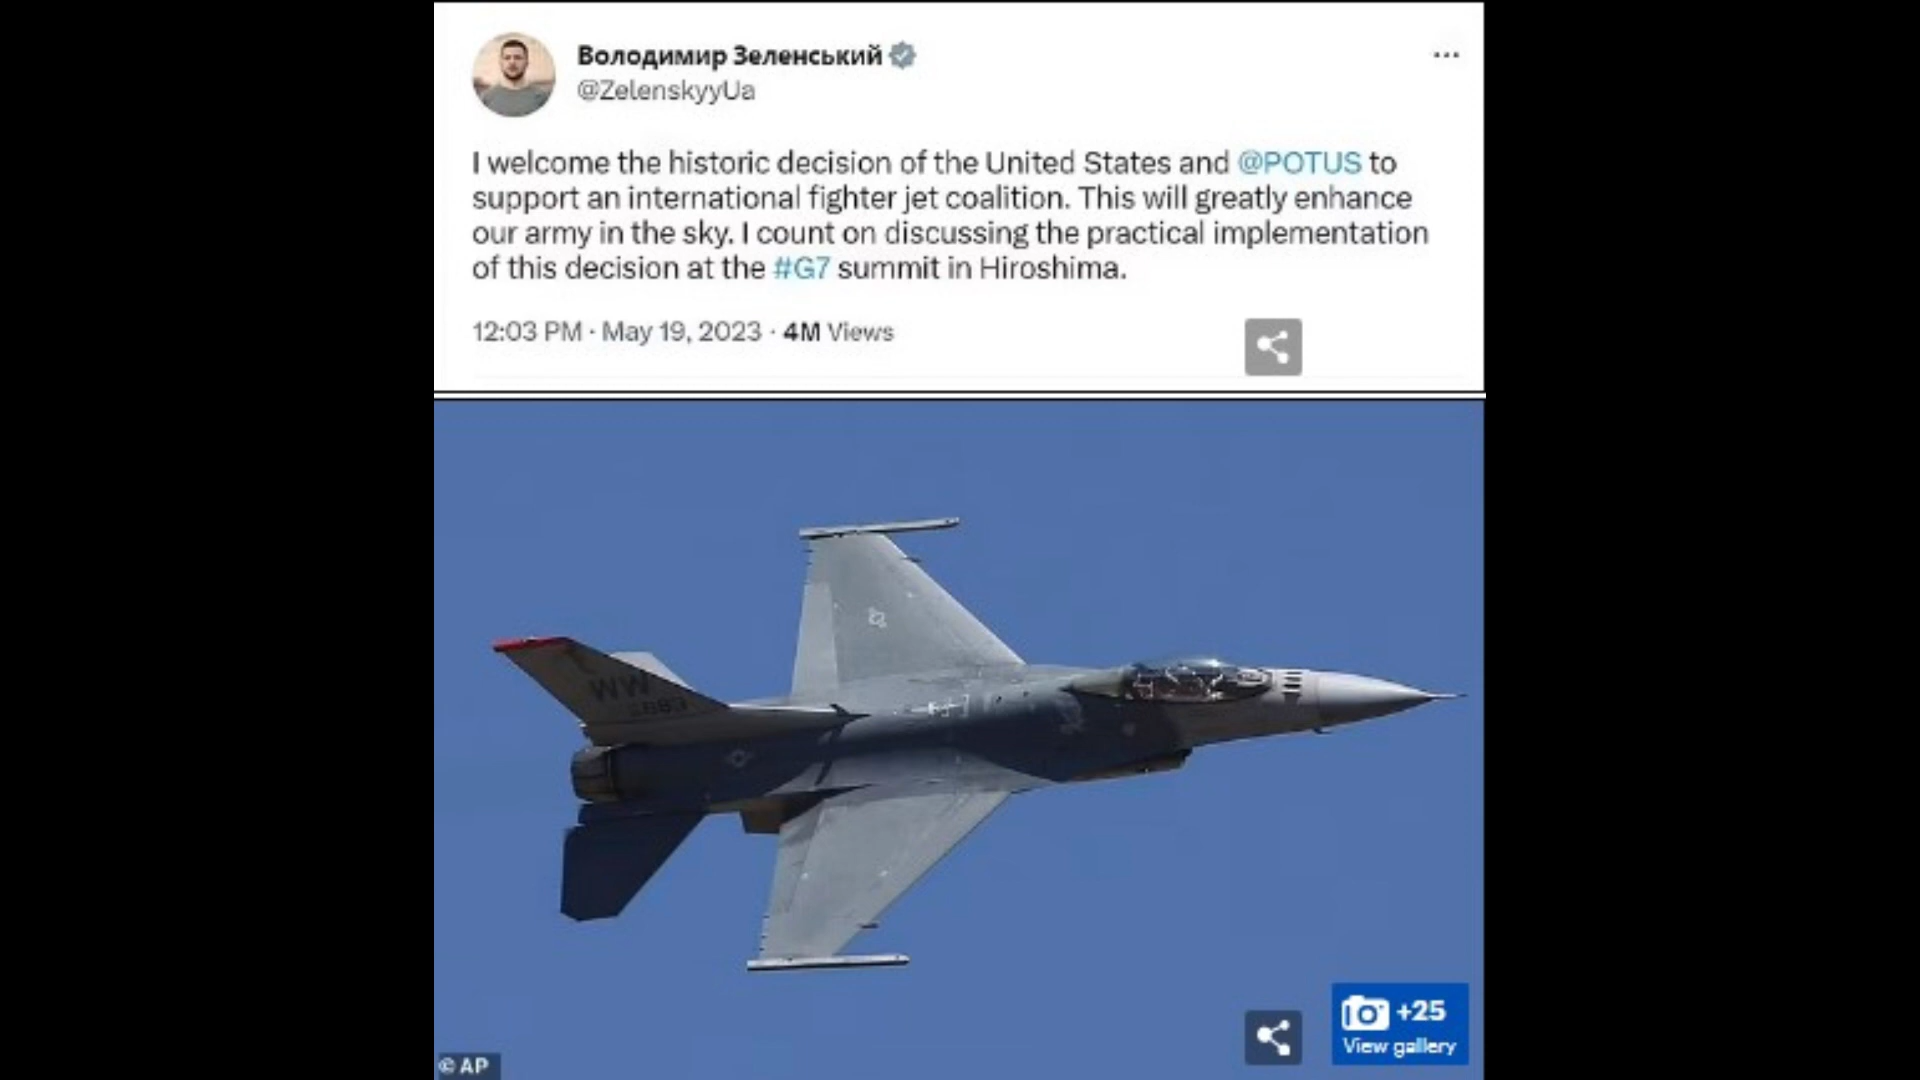 Володимир Зеленський
@ZelenskyyUa
I welcome the historic decision of the United States and @POTUS to
support an international fighter jet coalition. This will greatly enhance
our army in the sky. I count on discussing the practical implementation
of this decision at the #G7 summit in Hiroshima.
12:03 PM · May 19, 2023 · 4M Views
WW
+25
View gallery
© AP